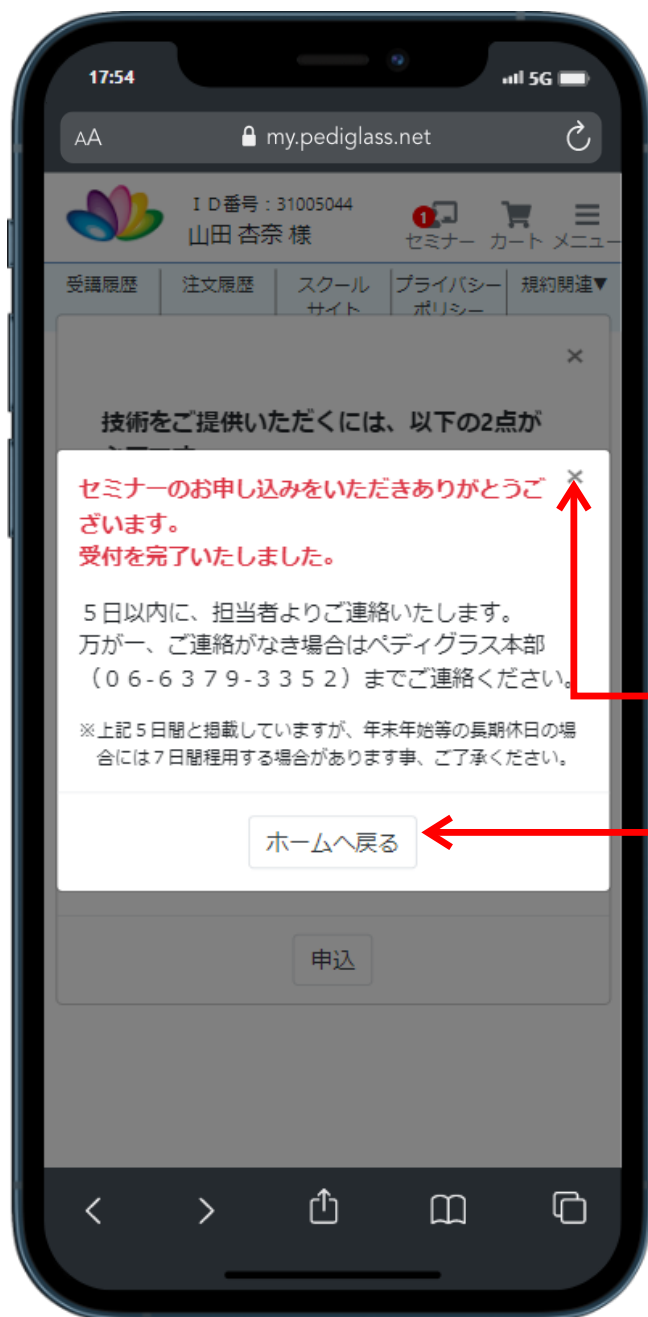 17:54
5G
AA
my.pediglass.net
ID番号：31005044
山田 杏奈 様
1
セミナー
カート
メニュー
受講履歴
注文履歴
スクール
サイト
プライバシー
ポリシー
規約関連▼
×
技術をご提供いただくには、以下の2点が
セミナーのお申し込みをいただきありがとうご
ざいます。
受付を完了いたしました。
×
５日以内に、担当者よりご連絡いたします。
万が一、ご連絡がなき場合はペディグラス本部
（０６-６３７９-３３５２）までご連絡ください。
※上記５日間と掲載していますが、年末年始等の長期休日の場
合には７日間程用する場合があります事、ご了承ください。
ホームへ戻る
申込